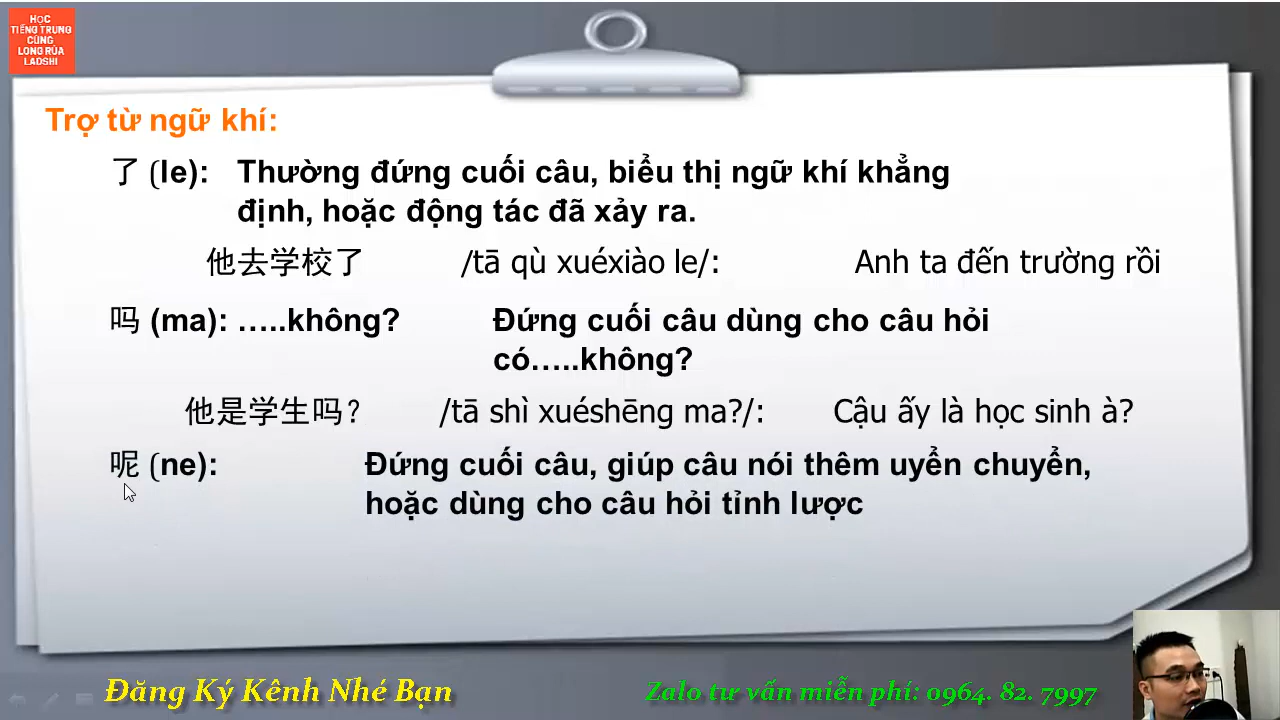 HỌC
TIẾNG TRUNG
CÙNG
LONG RÙA
LADSHI
Trợ từ ngữ khí:
了 (le): Thường đứng cuối câu, biểu thị ngữ khí khẳng
định, hoặc động tác đã xảy ra.
他去学校了 /tā qù xuéxiào le/: Anh ta đến trường rồi
吗 (ma): …..không? Đứng cuối câu dùng cho câu hỏi
có…..không?
他是学生吗? /tā shì xuéshēng ma?/: Cậu ấy là học sinh à?
呢 (ne): Đứng cuối câu, giúp câu nói thêm uyển chuyển,
hoặc dùng cho câu hỏi tỉnh lược
Đăng Ký Kênh Nhé Bạn Zalo tư vấn miễn phí: 0964. 82. 7997